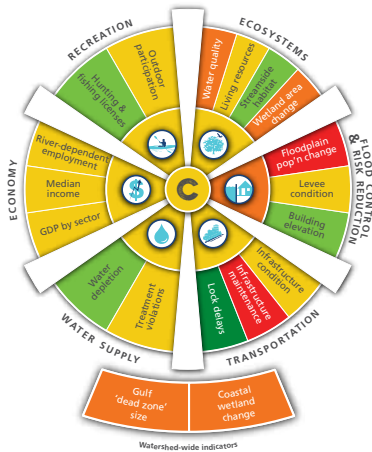 RECREATION
Hunting &
fishing licenses
Outdoor
participation
ECOSYSTEMS
Water quality
Living resources
Streamside
habitat
Wetland area
change
FLOOD CONTROL
& RISK REDUCTION
Floodplain
pop'n change
Levee
condition
Building
elevation
ECONOMY
River-dependent
employment
Median
income
GDP by sector
$
C
WATER SUPPLY
Water
depletion
Treatment
violations
TRANSPORTATION
Lock delays
Infrastructure
maintenance
Infrastructure
condition
Gulf
'dead zone'
size
Coastal
wetland
change
Watershed-wide indicators